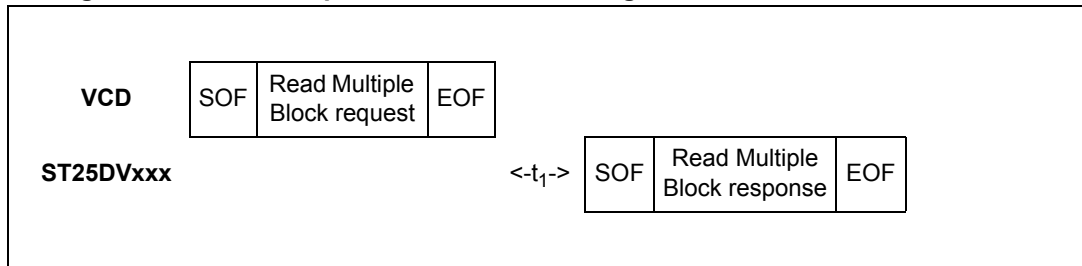 VCD
SOF
Read Multiple
Block request
EOF
ST25DVxxx
<-t₁->
SOF
Read Multiple
Block response
EOF